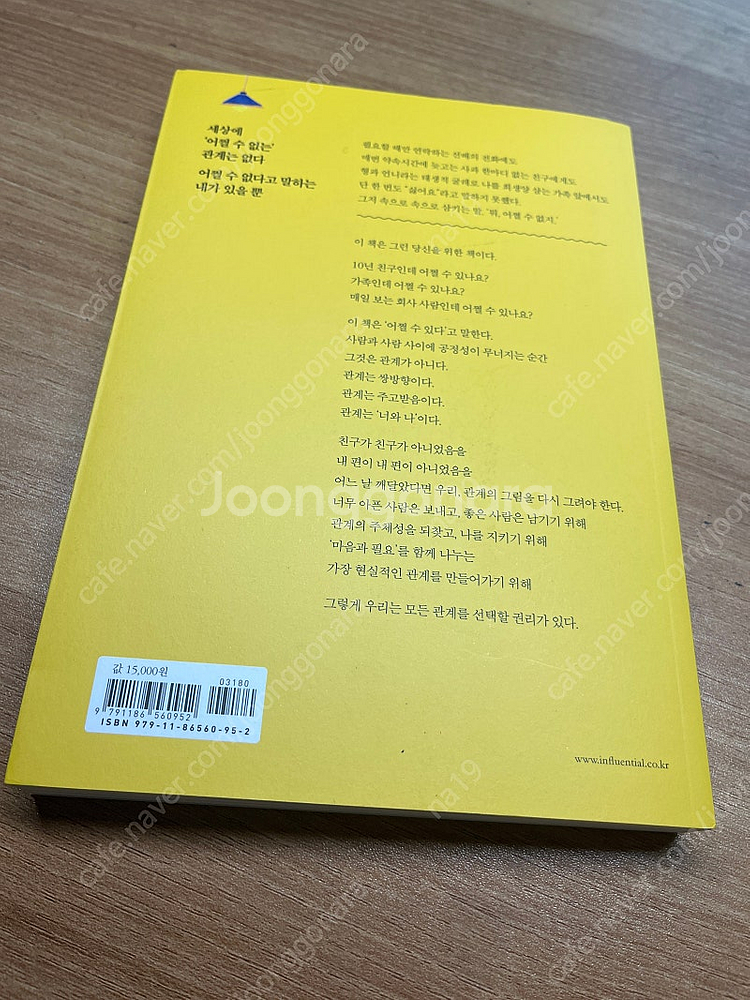 세상에
'어쩔 수 없는'
관계는 없다
어쩔 수 없다고 말하는
내가 있을 뿐
필요할 때만 연락하는 선배의 전화에도
매번 약속시간에 늦고는 사과 한마디 없는 친구에게도
형과 언니라는 태생적 굴레로 나를 희생양 삼는 가족 앞에서도
단 한 번도 "싫어요"라고 말하지 못했다.
그저 속으로 속으로 삼키는 말, '뭐, 어쩔 수 없지.'
이 책은 그런 당신을 위한 책이다.
10년 친구인데 어쩔 수 있나요?
가족인데 어쩔 수 있나요?
매일 보는 회사 사람인데 어쩔 수 있나요?
이 책은 '어쩔 수 있다'고 말한다.
사람과 사람 사이에 공정성이 무너지는 순간
그것은 관계가 아니다.
관계는 쌍방향이다.
관계는 주고받음이다.
관계는 '너와 나'이다.
친구가 친구가 아니었음을
내 편이 내 편이 아니었음을
어느 날 깨달았다면 우리, 관계의 그림을 다시 그려야 한다.
너무 아픈 사람은 보내고, 좋은 사람은 남기기 위해
관계의 주체성을 되찾고, 나를 지키기 위해
'마음과 필요'를 함께 나누는
가장 현실적인 관계를 만들어가기 위해
그렇게 우리는 모든 관계를 선택할 권리가 있다.
값 15,000원
03180
9 791186 560952
ISBN 979-11-86560-95-2
www.influential.co.kr
Joonggonara
cafe.naver.com/joonggonara